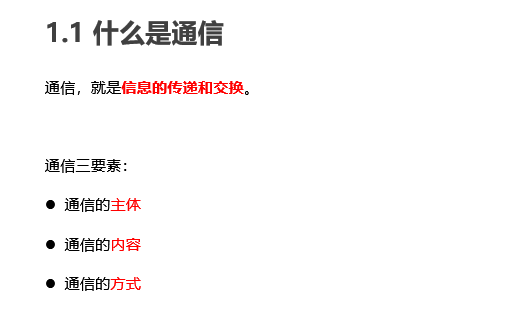 1.1 什么是通信
通信，就是信息的传递和交换。
通信三要素：
● 通信的主体
● 通信的内容
● 通信的方式